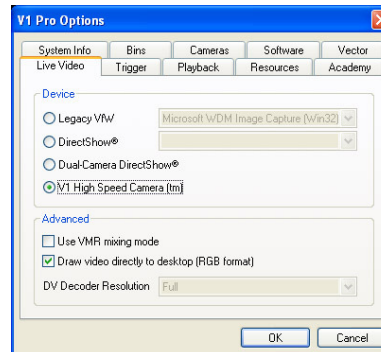 V1 Pro Options
System Info Bins Cameras Software Vector
Live Video Trigger Playback Resources Academy
Device
Legacy VfW Microsoft WDM Image Capture (Win32)
DirectShow®
Dual-Camera DirectShow®
V1 High Speed Camera (tm)
Advanced
Use VMR mixing mode
Draw video directly to desktop (RGB format)
DV Decoder Resolution Full
OK Cancel